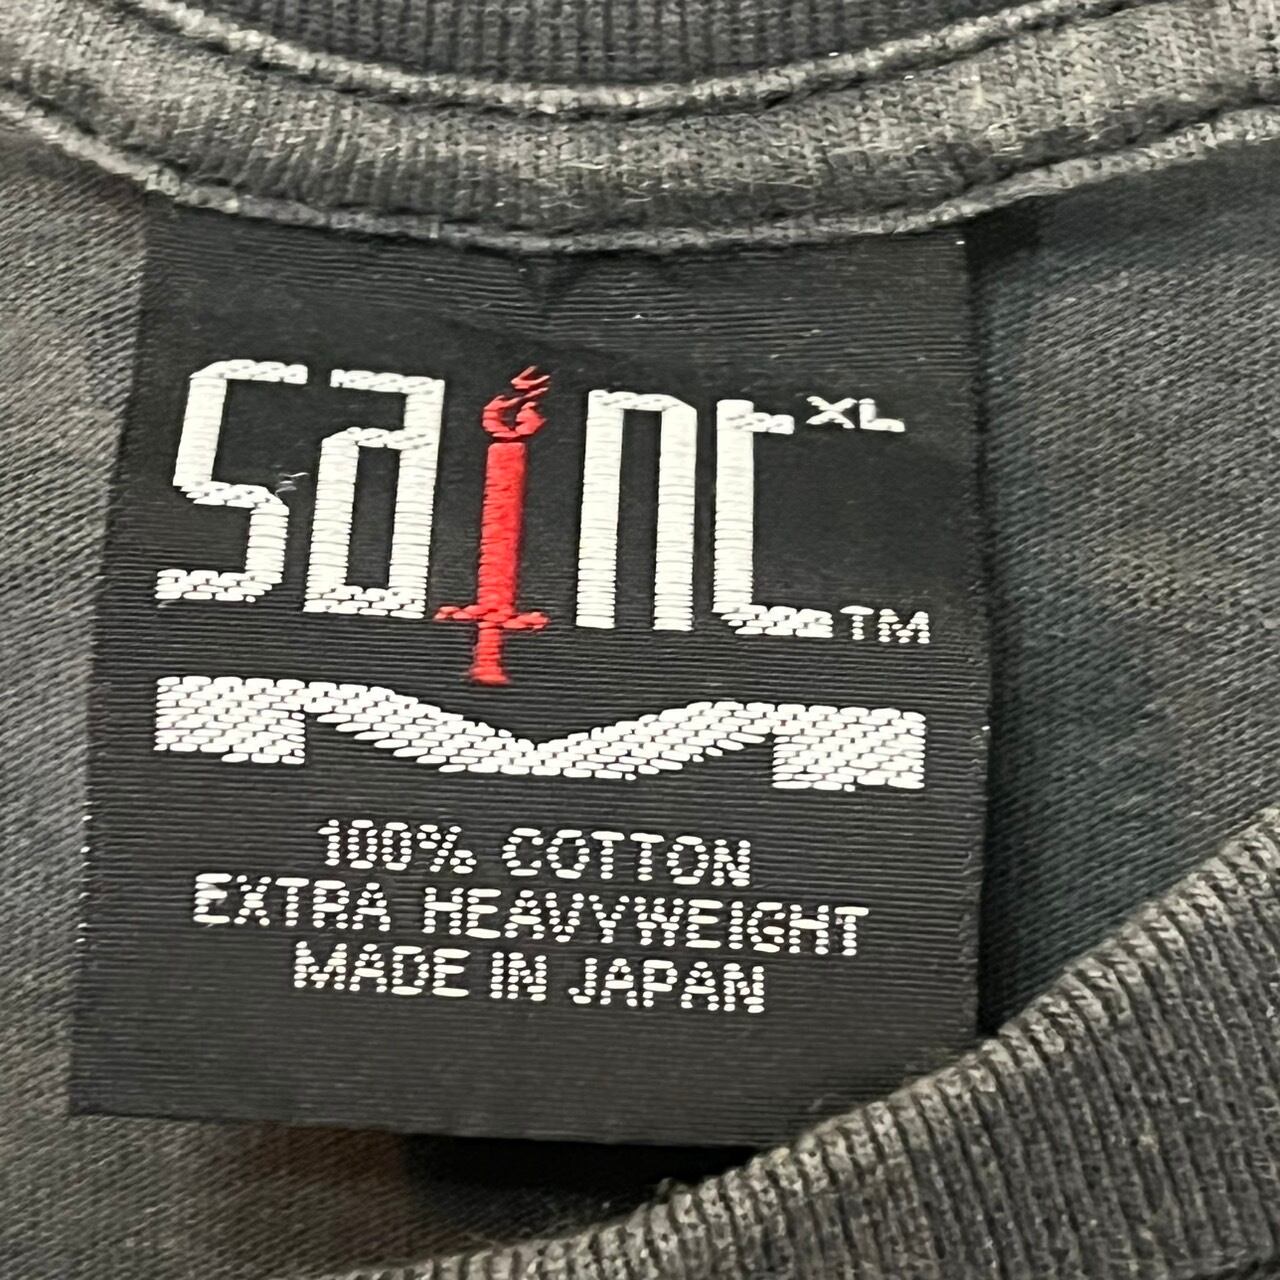 saint XL
TM
M
100% COTTON
EXTRA HEAVYWEIGHT
MADE IN JAPAN